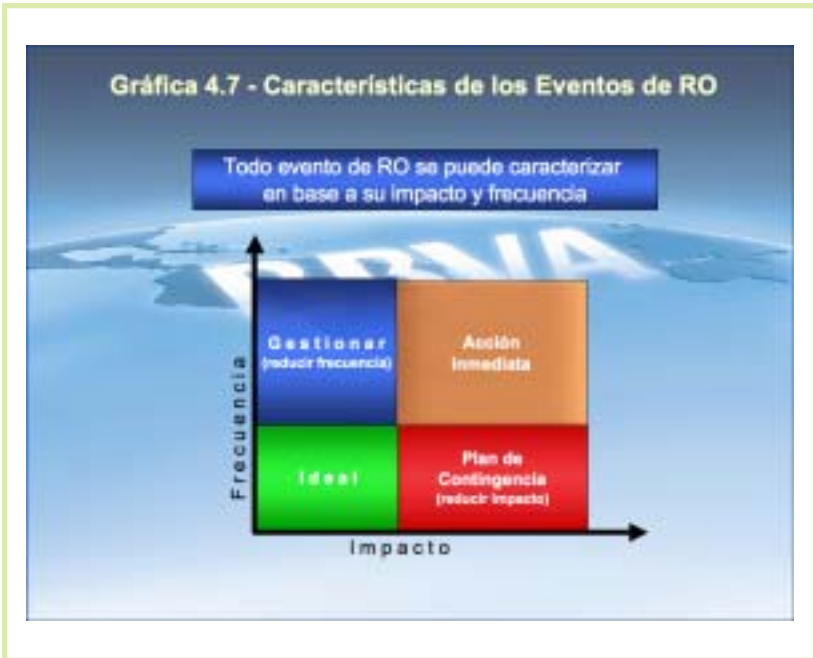 Gráfica 4.7 - Características de los Eventos de RO
Todo evento de RO se puede caracterizar
en base a su impacto y frecuencia
BBVA
Frecuencia
Gestionar
(reducir frecuencia)
Acción
Inmediata
Ideal
Plan de
Contingencia
(reducir impacto)
Impacto